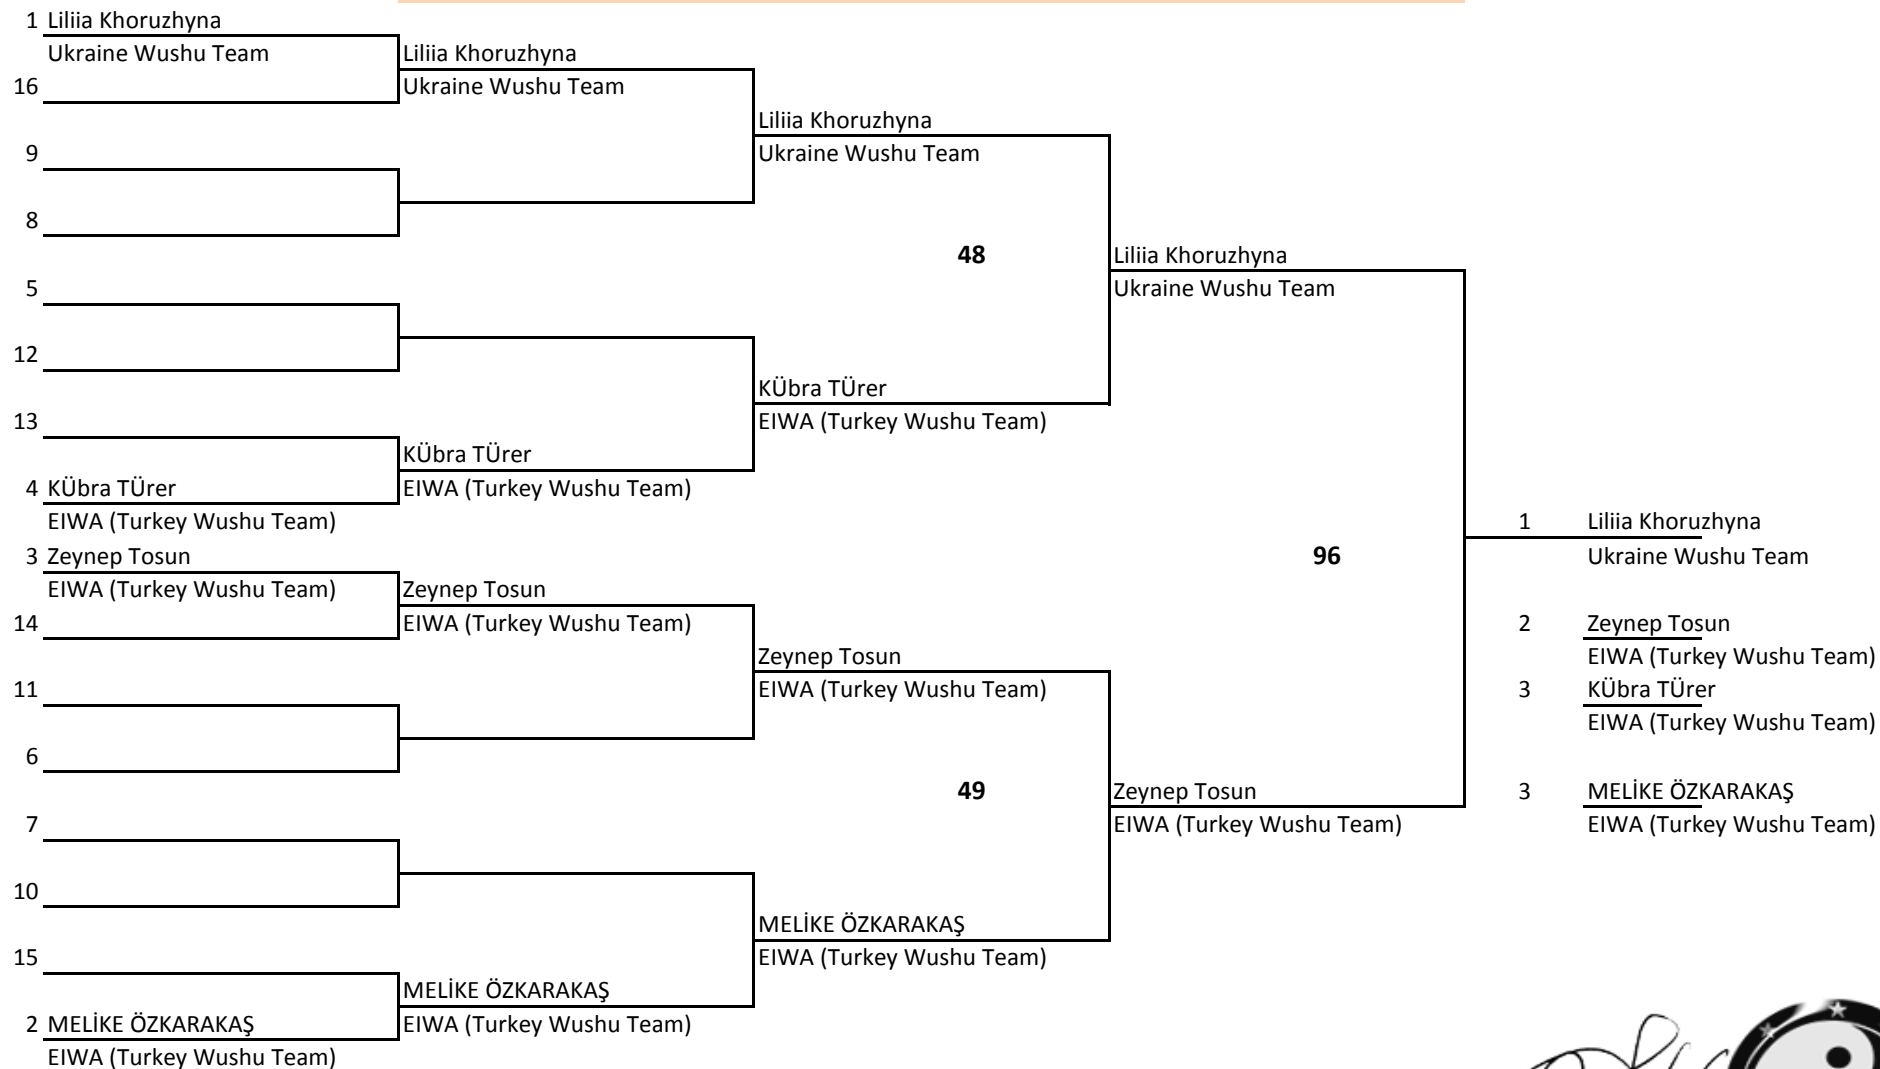 1 Liliia Khoruzhyna
Ukraine Wushu Team
Liliia Khoruzhyna
16
Ukraine Wushu Team
Liliia Khoruzhyna
9
Ukraine Wushu Team
8
48
Liliia Khoruzhyna
5
Ukraine Wushu Team
12
KÜbra TÜrer
13
EIWA (Turkey Wushu Team)
KÜbra TÜrer
4 KÜbra TÜrer
EIWA (Turkey Wushu Team)
EIWA (Turkey Wushu Team)
1 Liliia Khoruzhyna
3 Zeynep Tosun
96
Ukraine Wushu Team
EIWA (Turkey Wushu Team)
Zeynep Tosun
14
EIWA (Turkey Wushu Team)
2 Zeynep Tosun
Zeynep Tosun
EIWA (Turkey Wushu Team)
11
EIWA (Turkey Wushu Team)
3 KÜbra TÜrer
EIWA (Turkey Wushu Team)
6
49
Zeynep Tosun
3 MELİKE ÖZKARAKAŞ
7
EIWA (Turkey Wushu Team)
EIWA (Turkey Wushu Team)
10
MELİKE ÖZKARAKAŞ
15
EIWA (Turkey Wushu Team)
MELİKE ÖZKARAKAŞ
2 MELİKE ÖZKARAKAŞ
EIWA (Turkey Wushu Team)
EIWA (Turkey Wushu Team)